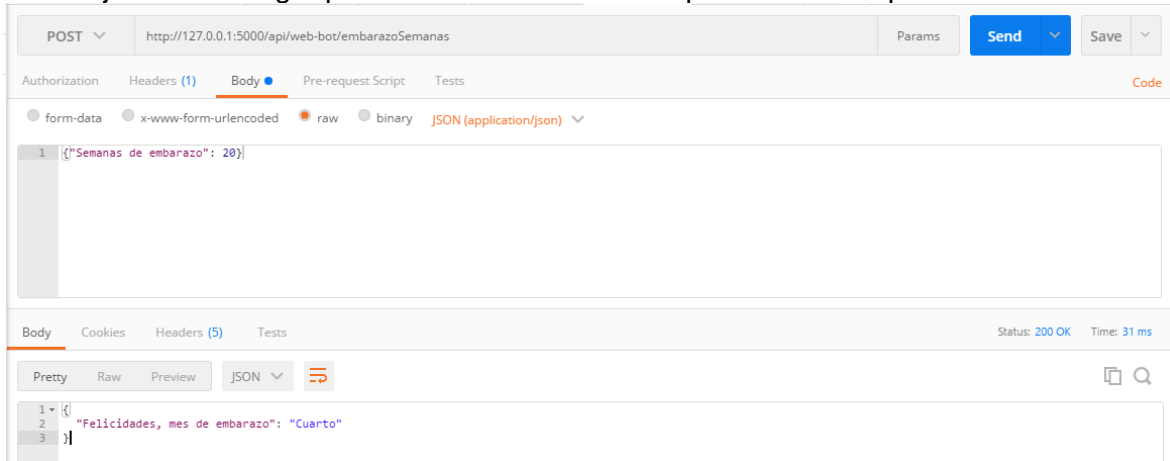 POST http://127.0.0.1:5000/api/web-bot/embarazoSemanas Params Send Save
Authorization Headers (1) Body Pre-request Script Tests Code
form-data x-www-form-urlencoded raw binary JSON (application/json)
1 {"Semanas de embarazo": 20}
Body Cookies Headers (5) Tests Status: 200 OK Time: 31 ms
Pretty Raw Preview JSON
1 {
2 "Felicidades, mes de embarazo": "Cuarto"
3 }